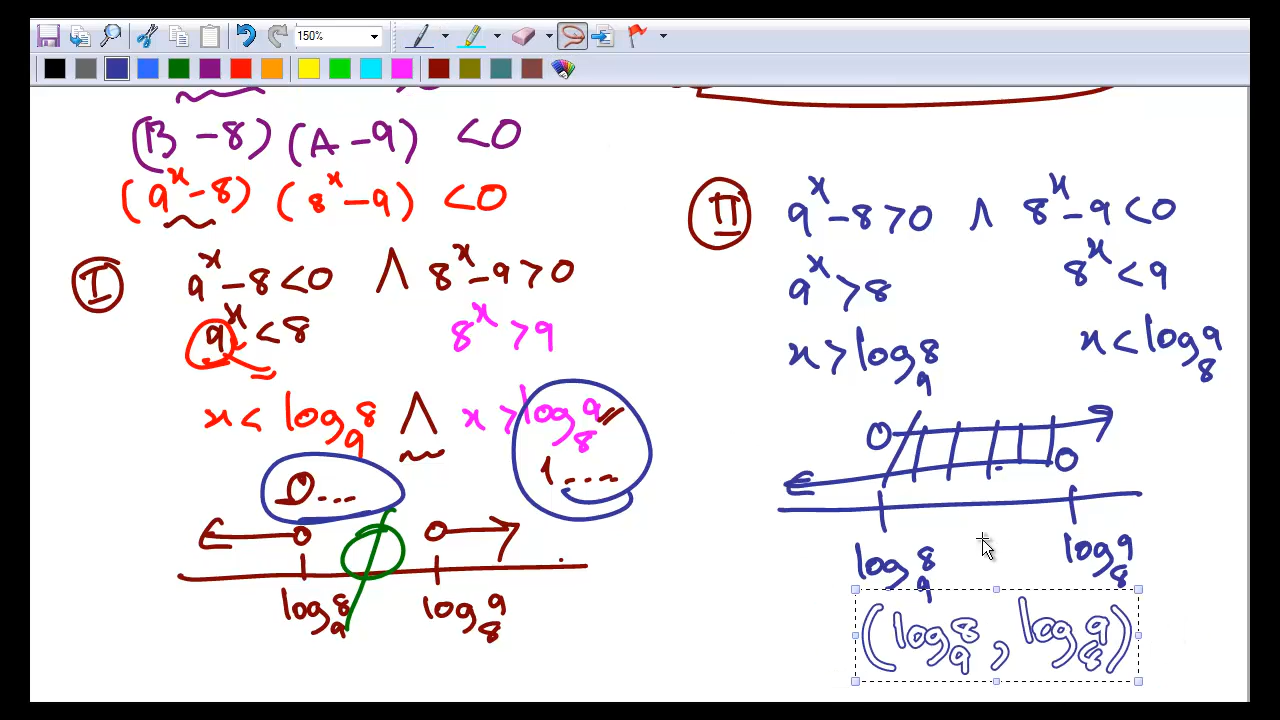 150%
(B - 8) (A - 9) < 0
(9^x - 8) (8^x - 9) < 0
I 9^x - 8 < 0 ∧ 8^x - 9 > 0
9^x < 8 8^x > 9
x < log_9 8 ∧ x > log_8 9
0... 1....
log_9 8 log_8 9
II 9^x - 8 > 0 ∧ 8^x - 9 < 0
9^x > 8 8^x < 9
x > log_9 8 x < log_8 9
log_9 8 log_8 9
(log_9 8, log_8 9)